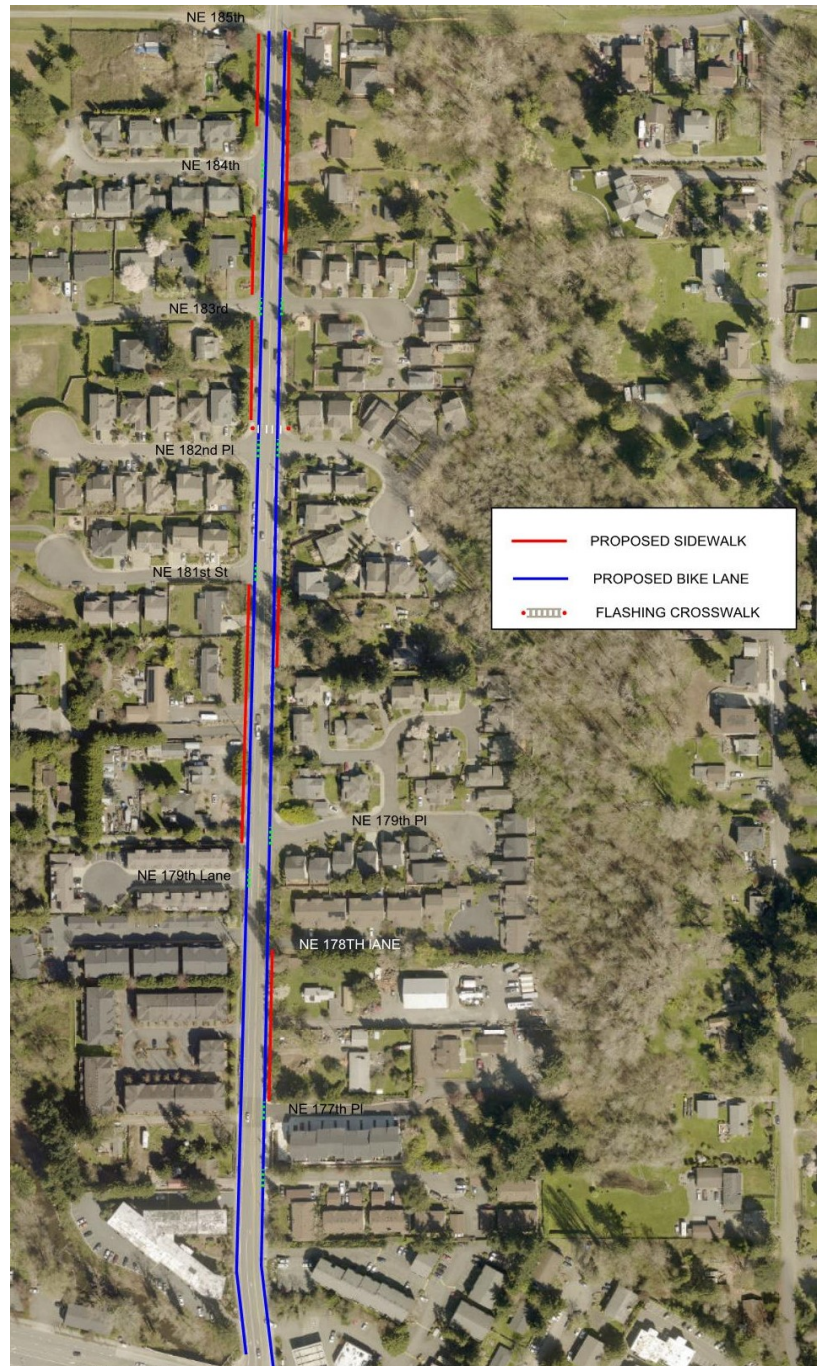 NE 185th
NE 184th
NE 183rd
NE 182nd Pl
PROPOSED SIDEWALK
PROPOSED BIKE LANE
NE 181st St
FLASHING CROSSWALK
NE 179th Pl
NE 179th Lane
NE 178TH lANE
NE 177th Pl